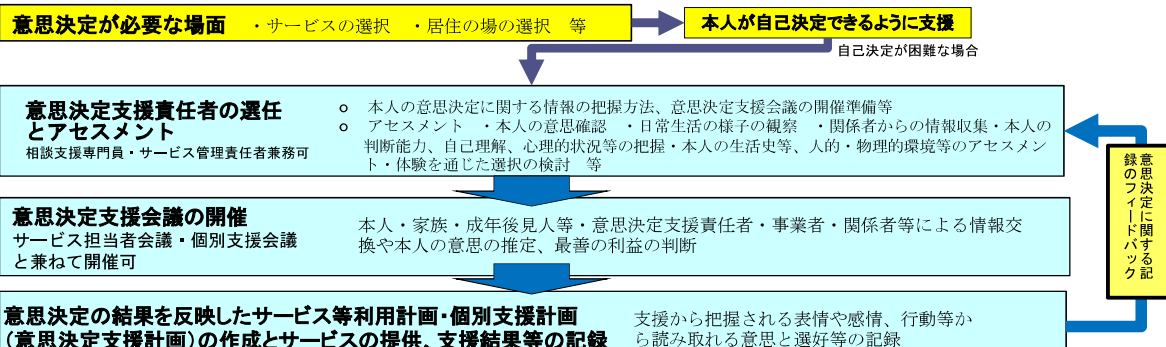 意思決定が必要な場面 ・サービスの選択 ・居住の場の選択 等
本人が自己決定できるように支援
自己決定が困難な場合
意思決定支援責任者の選任
とアセスメント
相談支援専門員・サービス管理責任者兼務可
○ 本人の意思決定に関する情報の把握方法、意思決定支援会議の開催準備等
○ アセスメント ・本人の意思確認 ・日常生活の様子の観察 ・関係者からの情報収集・本人の
判断能力、自己理解、心理的状況等の把握・本人の生活史等、人的・物理的環境等のアセスメン
ト・体験を通じた選択の検討 等
意思決定に関する記
録のフィードバック
意思決定支援会議の開催
サービス担当者会議・個別支援会議
と兼ねて開催可
本人・家族・成年後見人等・意思決定支援責任者・事業者・関係者等による情報交
換や本人の意思の推定、最善の利益の判断
意思決定の結果を反映したサービス等利用計画・個別支援計画
(意思決定支援計画)の作成とサービスの提供、支援結果等の記録
支援から把握される表情や感情、行動等か
ら読み取れる意思と選好等の記録